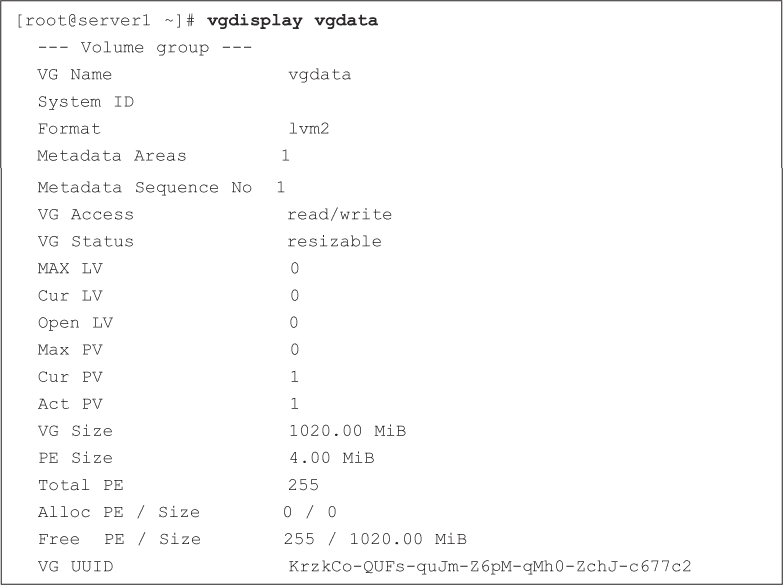 [root@server1 ~]# vgdisplay vgdata
--- Volume group ---
VG Name vgdata
System ID
Format lvm2
Metadata Areas 1
Metadata Sequence No 1
VG Access read/write
VG Status resizable
MAX LV 0
Cur LV 0
Open LV 0
Max PV 0
Cur PV 1
Act PV 1
VG Size 1020.00 MiB
PE Size 4.00 MiB
Total PE 255
Alloc PE / Size 0 / 0
Free PE / Size 255 / 1020.00 MiB
VG UUID KrzkCo-QUFs-quJm-Z6pM-qMh0-ZchJ-c677c2